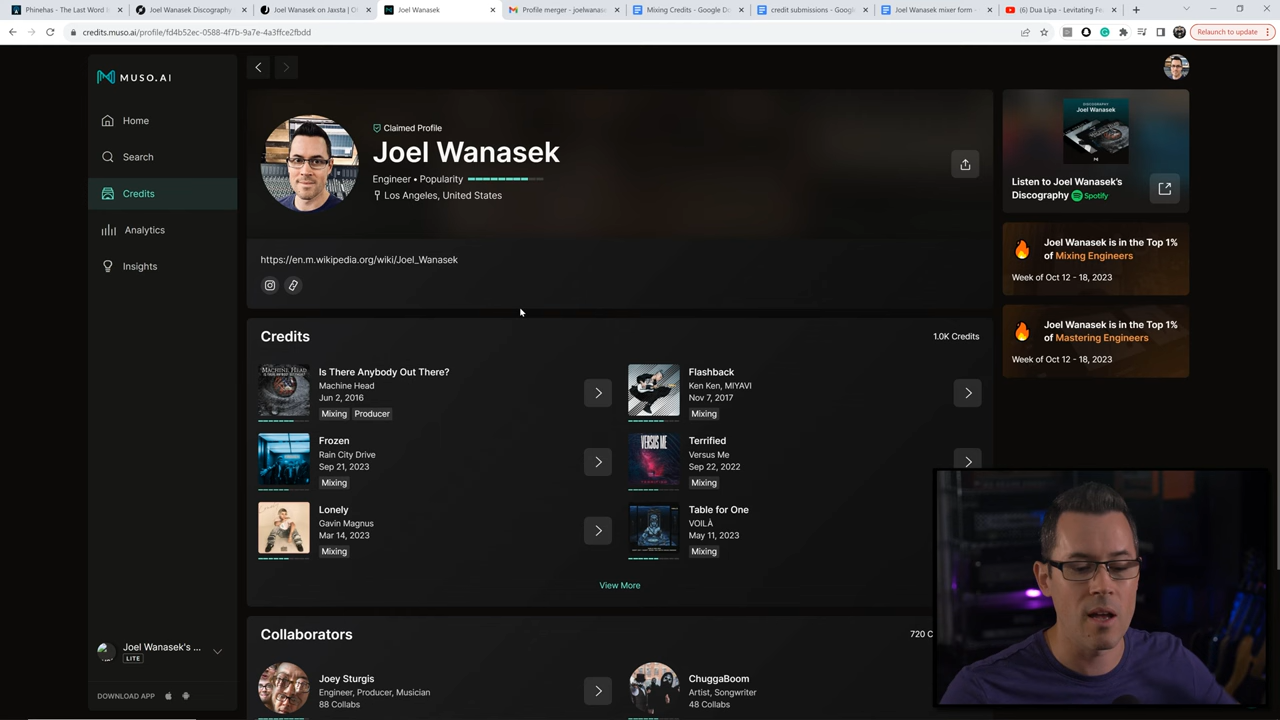 Phinehas - The Last Word I
Joel Wanasek Discography
Joel Wanasek on Jaxsta
Joel Wanasek
Profile merger - joelwanas
Mixing Credits - Google D
credit submissions - Goog
Joel Wanasek mixer form -
(6) Dua Lipa - Levitating Fe
credits.muso.ai/profile/fd4b52ec-0588-4f7b-9a7e-4a3ffce2fbdd
Relaunch to update
MUSO.AI
Home
Search
Credits
Analytics
Insights
Joel Wanasek's ...
LITE
DOWNLOAD APP
Claimed Profile
Joel Wanasek
Engineer • Popularity
Los Angeles, United States
https://en.m.wikipedia.org/wiki/Joel_Wanasek
Credits
1.0K Credits
Is There Anybody Out There?
Machine Head
Jun 2, 2016
Mixing Producer
Flashback
Ken Ken, MIYAVI
Nov 7, 2017
Mixing
Frozen
Rain City Drive
Sep 21, 2023
Mixing
VERSUS ME
Terrified
Versus Me
Sep 22, 2022
Mixing
Lonely
Gavin Magnus
Mar 14, 2023
Mixing
Table for One
VOILÀ
May 11, 2023
Mixing
View More
Collaborators
720 C
Joey Sturgis
Engineer, Producer, Musician
88 Collabs
ChuggaBoom
Artist, Songwriter
48 Collabs
DISCOGRAPHY
Joel Wanasek
Listen to Joel Wanasek's
Discography Spotify
Joel Wanasek is in the Top 1%
of Mixing Engineers
Week of Oct 12 - 18, 2023
Joel Wanasek is in the Top 1%
of Mastering Engineers
Week of Oct 12 - 18, 2023